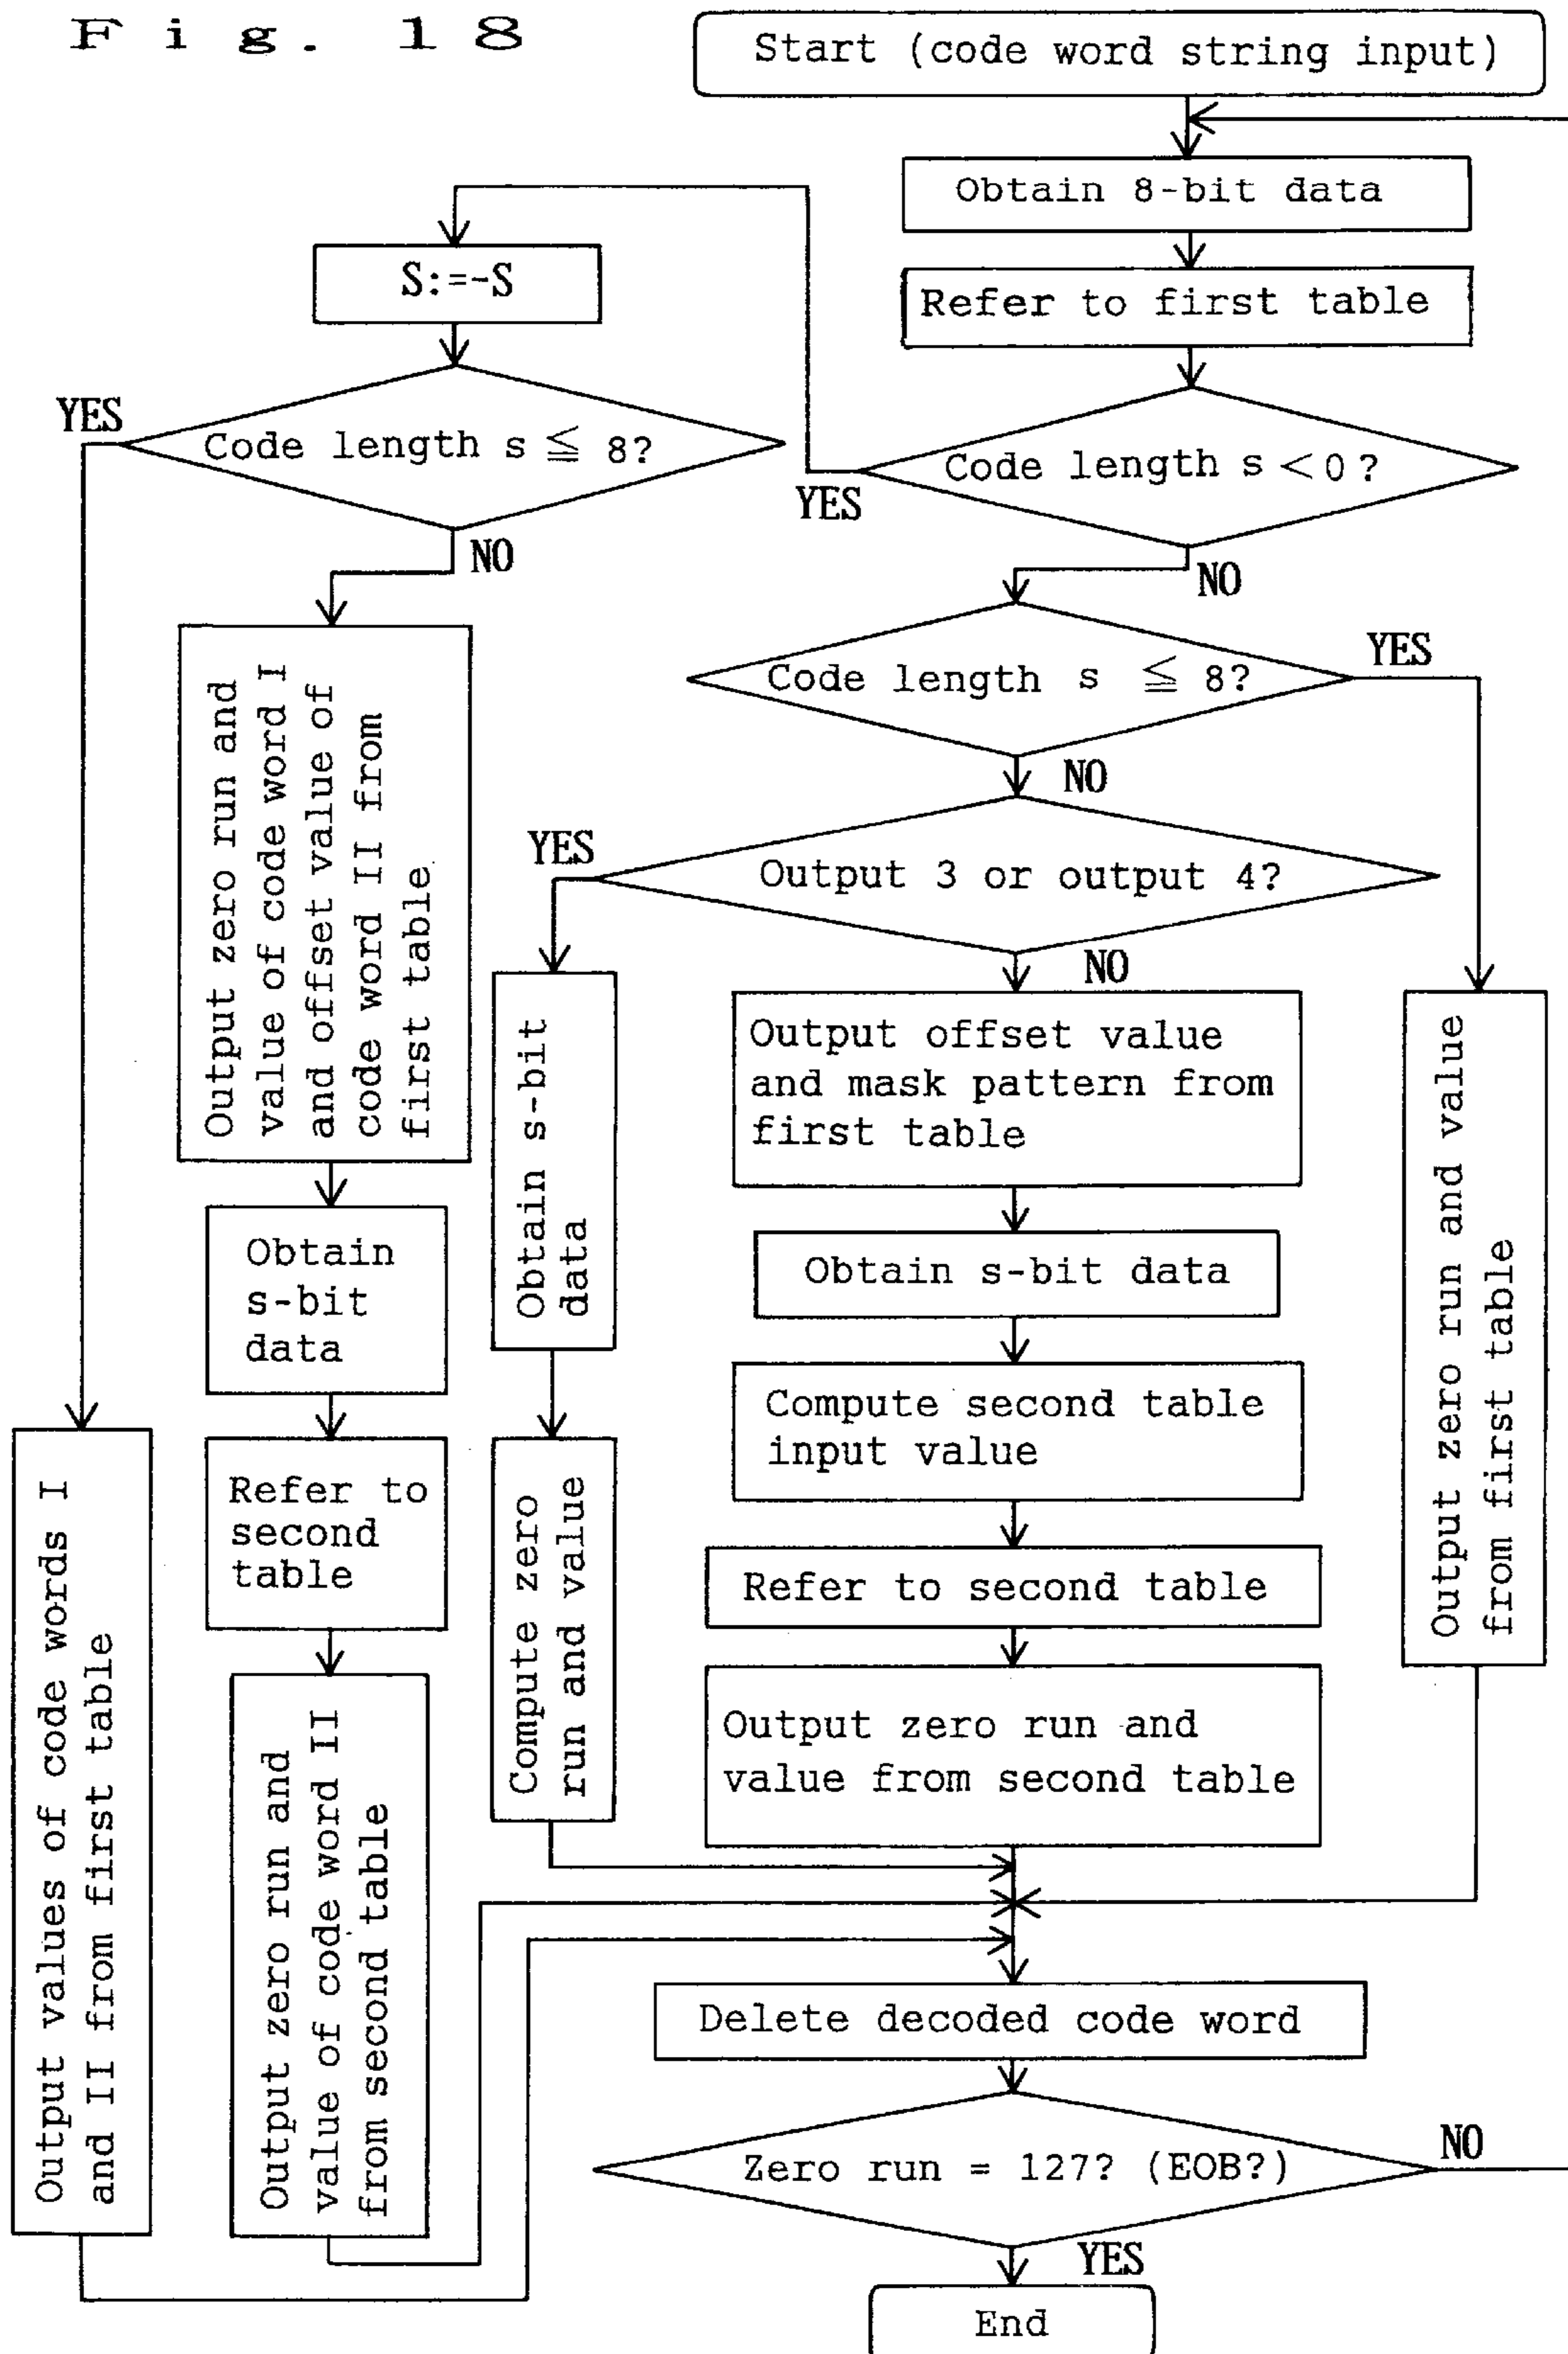 Fig. 18
Start (code word string input)
Obtain 8-bit data
Refer to first table
S:=-S
Code length s ≦ 8?
YES
NO
Code length s < 0 ?
YES
NO
Code length s ≦ 8?
YES
NO
Output 3 or output 4?
YES
NO
Output zero run and
value of code word I
and offset value of
code word II from
first table
Obtain
s-bit
data
Refer to
second
table
Output zero run and
value of code word II
from second table
Output values of code words I
and II from first table
Obtain s-bit
data
Compute zero
run and value
Output offset value
and mask pattern from
first table
Obtain s-bit data
Compute second table
input value
Refer to second table
Output zero run and
value from second table
Output zero run and value
from first table
Delete decoded code word
Zero run = 127? (EOB?)
NO
YES
End